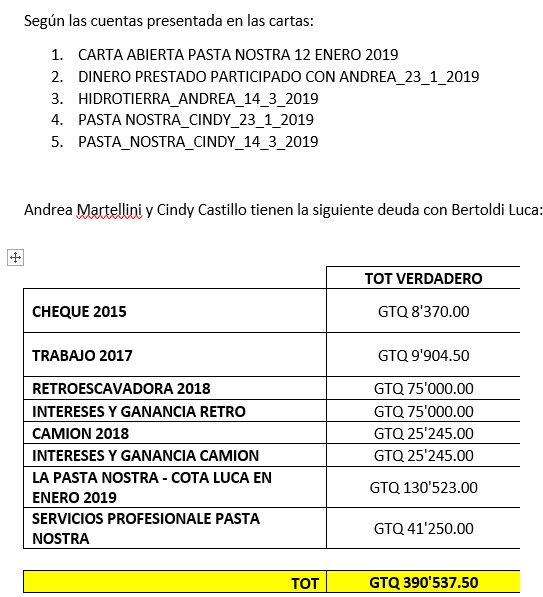 Según las cuentas presentada en las cartas:
1. CARTA ABIERTA PASTA NOSTRA 12 ENERO 2019
2. DINERO PRESTADO PARTICIPADO CON ANDREA_23_1_2019
3. HIDROTIERRA_ANDREA_14_3_2019
4. PASTA NOSTRA_CINDY_23_1_2019
5. PASTA_NOSTRA_CINDY_14_3_2019
Andrea Martellini y Cindy Castillo tienen la siguiente deuda con Bertoldi Luca:
TOT VERDADERO
CHEQUE 2015 GTQ 8'370.00
TRABAJO 2017 GTQ 9'904.50
RETROESCAVADORA 2018 GTQ 75'000.00
INTERESES Y GANANCIA RETRO GTQ 75'000.00
CAMION 2018 GTQ 25'245.00
INTERESES Y GANANCIA CAMION GTQ 25'245.00
LA PASTA NOSTRA - COTA LUCA EN
ENERO 2019 GTQ 130'523.00
SERVICIOS PROFESIONALE PASTA
NOSTRA GTQ 41'250.00
TOT GTQ 390'537.50